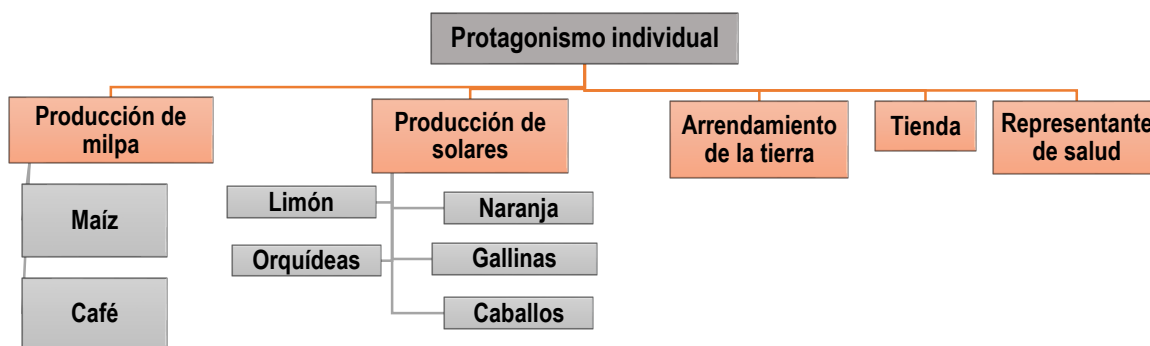 Protagonismo individual
Producción de
milpa
Producción de
solares
Arrendamiento
de la tierra
Tienda
Representante
de salud
Maíz
Café
Limón
Naranja
Orquídeas
Gallinas
Caballos